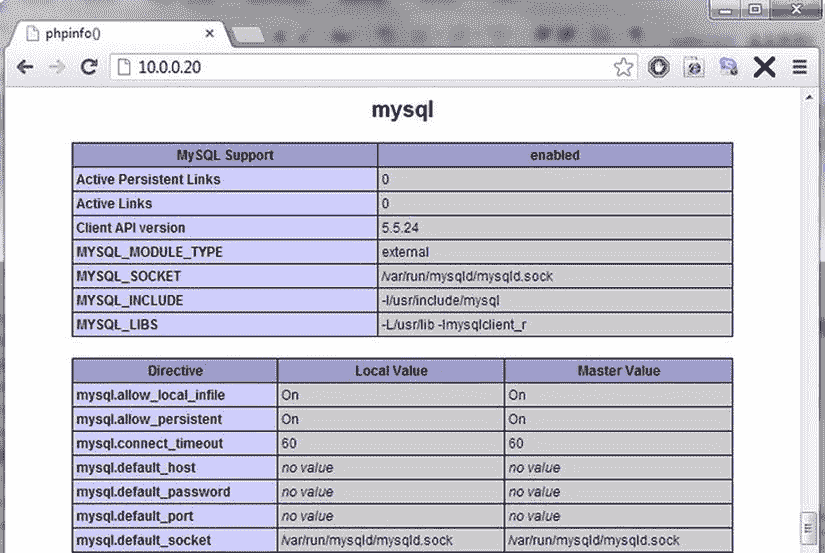 phpinfo()
10.0.0.20
mysql
MySQL Support enabled
Active Persistent Links 0
Active Links 0
Client API version 5.5.24
MYSQL_MODULE_TYPE external
MYSQL_SOCKET /var/run/mysqld/mysqld.sock
MYSQL_INCLUDE -I/usr/include/mysql
MYSQL_LIBS -L/usr/lib -lmysqlclient_r
Directive Local Value Master Value
mysql.allow_local_infile On On
mysql.allow_persistent On On
mysql.connect_timeout 60 60
mysql.default_host no value no value
mysql.default_password no value no value
mysql.default_port no value no value
mysql.default_socket /var/run/mysqld/mysqld.sock /var/run/mysqld/mysqld.sock